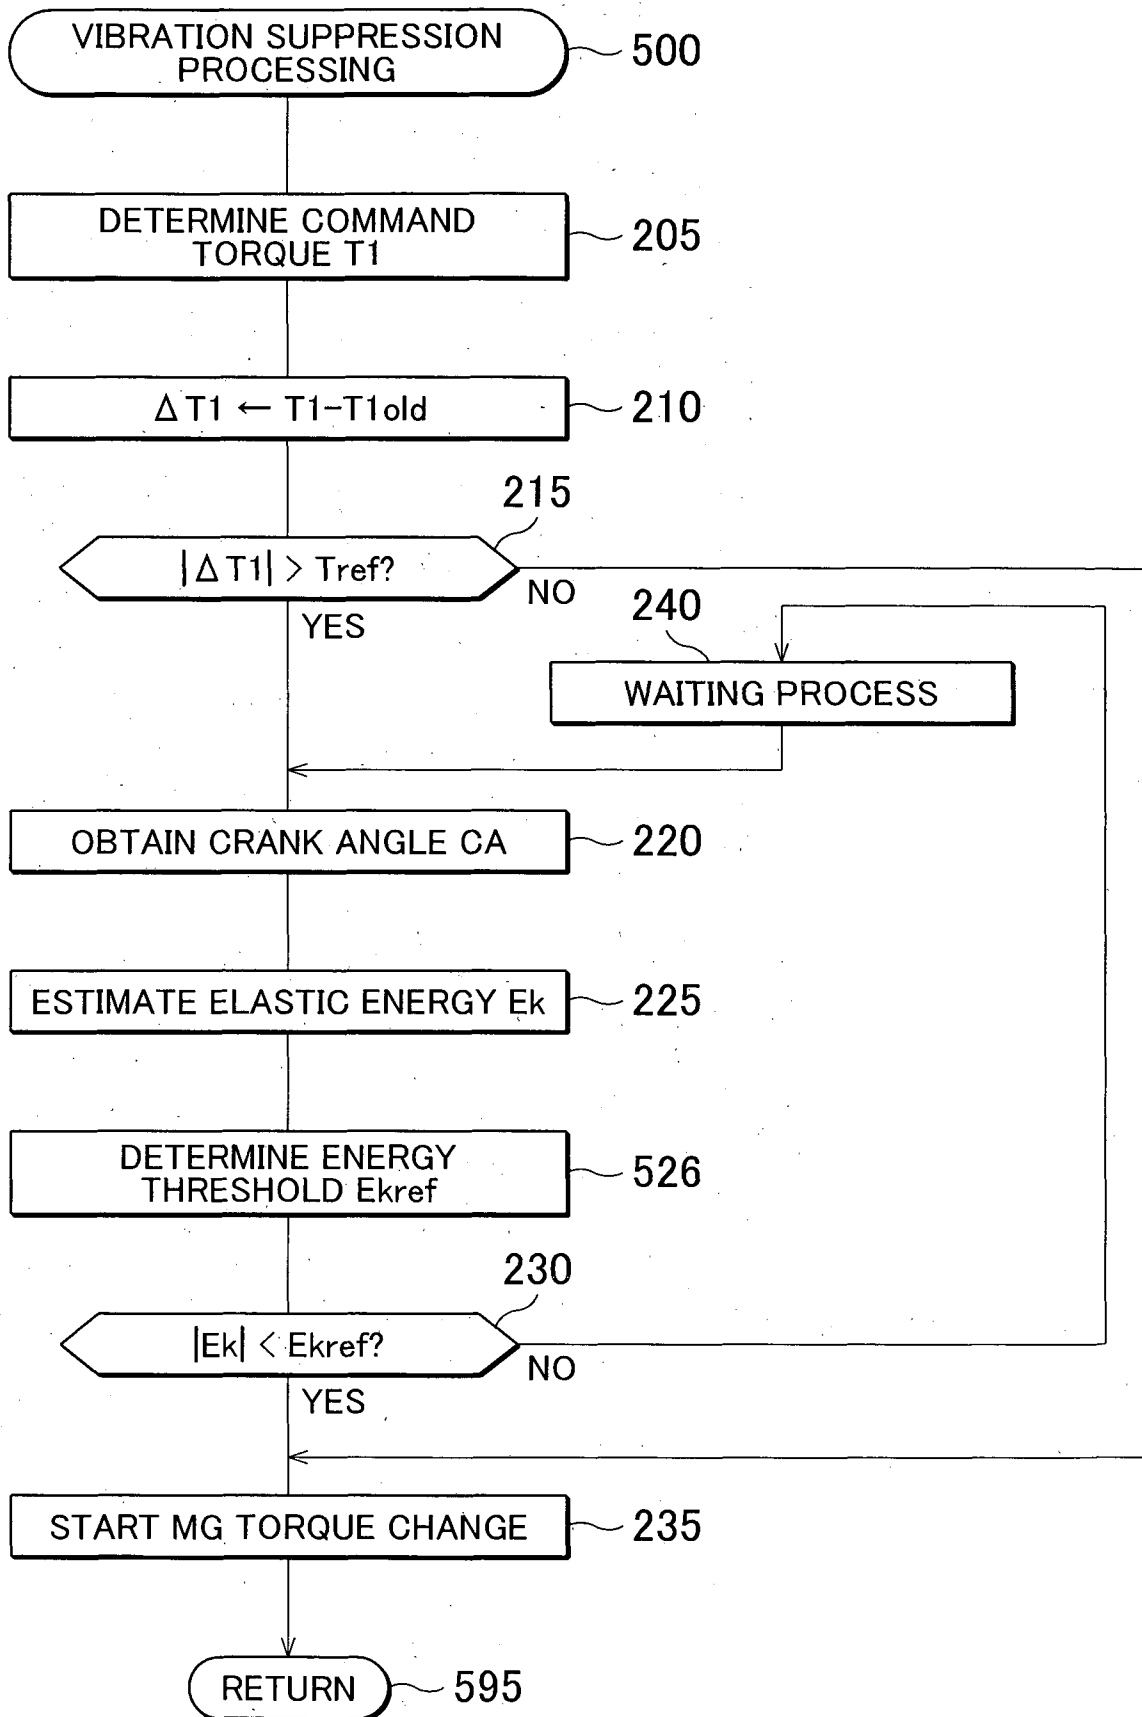 VIBRATION SUPPRESSION
PROCESSING
500
DETERMINE COMMAND
TORQUE T1
205
ΔT1 ← T1-T1old
210
215
|ΔT1| > Tref?
NO
YES
240
WAITING PROCESS
OBTAIN CRANK ANGLE CA
220
ESTIMATE ELASTIC ENERGY Ek
225
DETERMINE ENERGY
THRESHOLD Ekref
526
230
|Ek| < Ekref?
NO
YES
START MG TORQUE CHANGE
235
RETURN
595